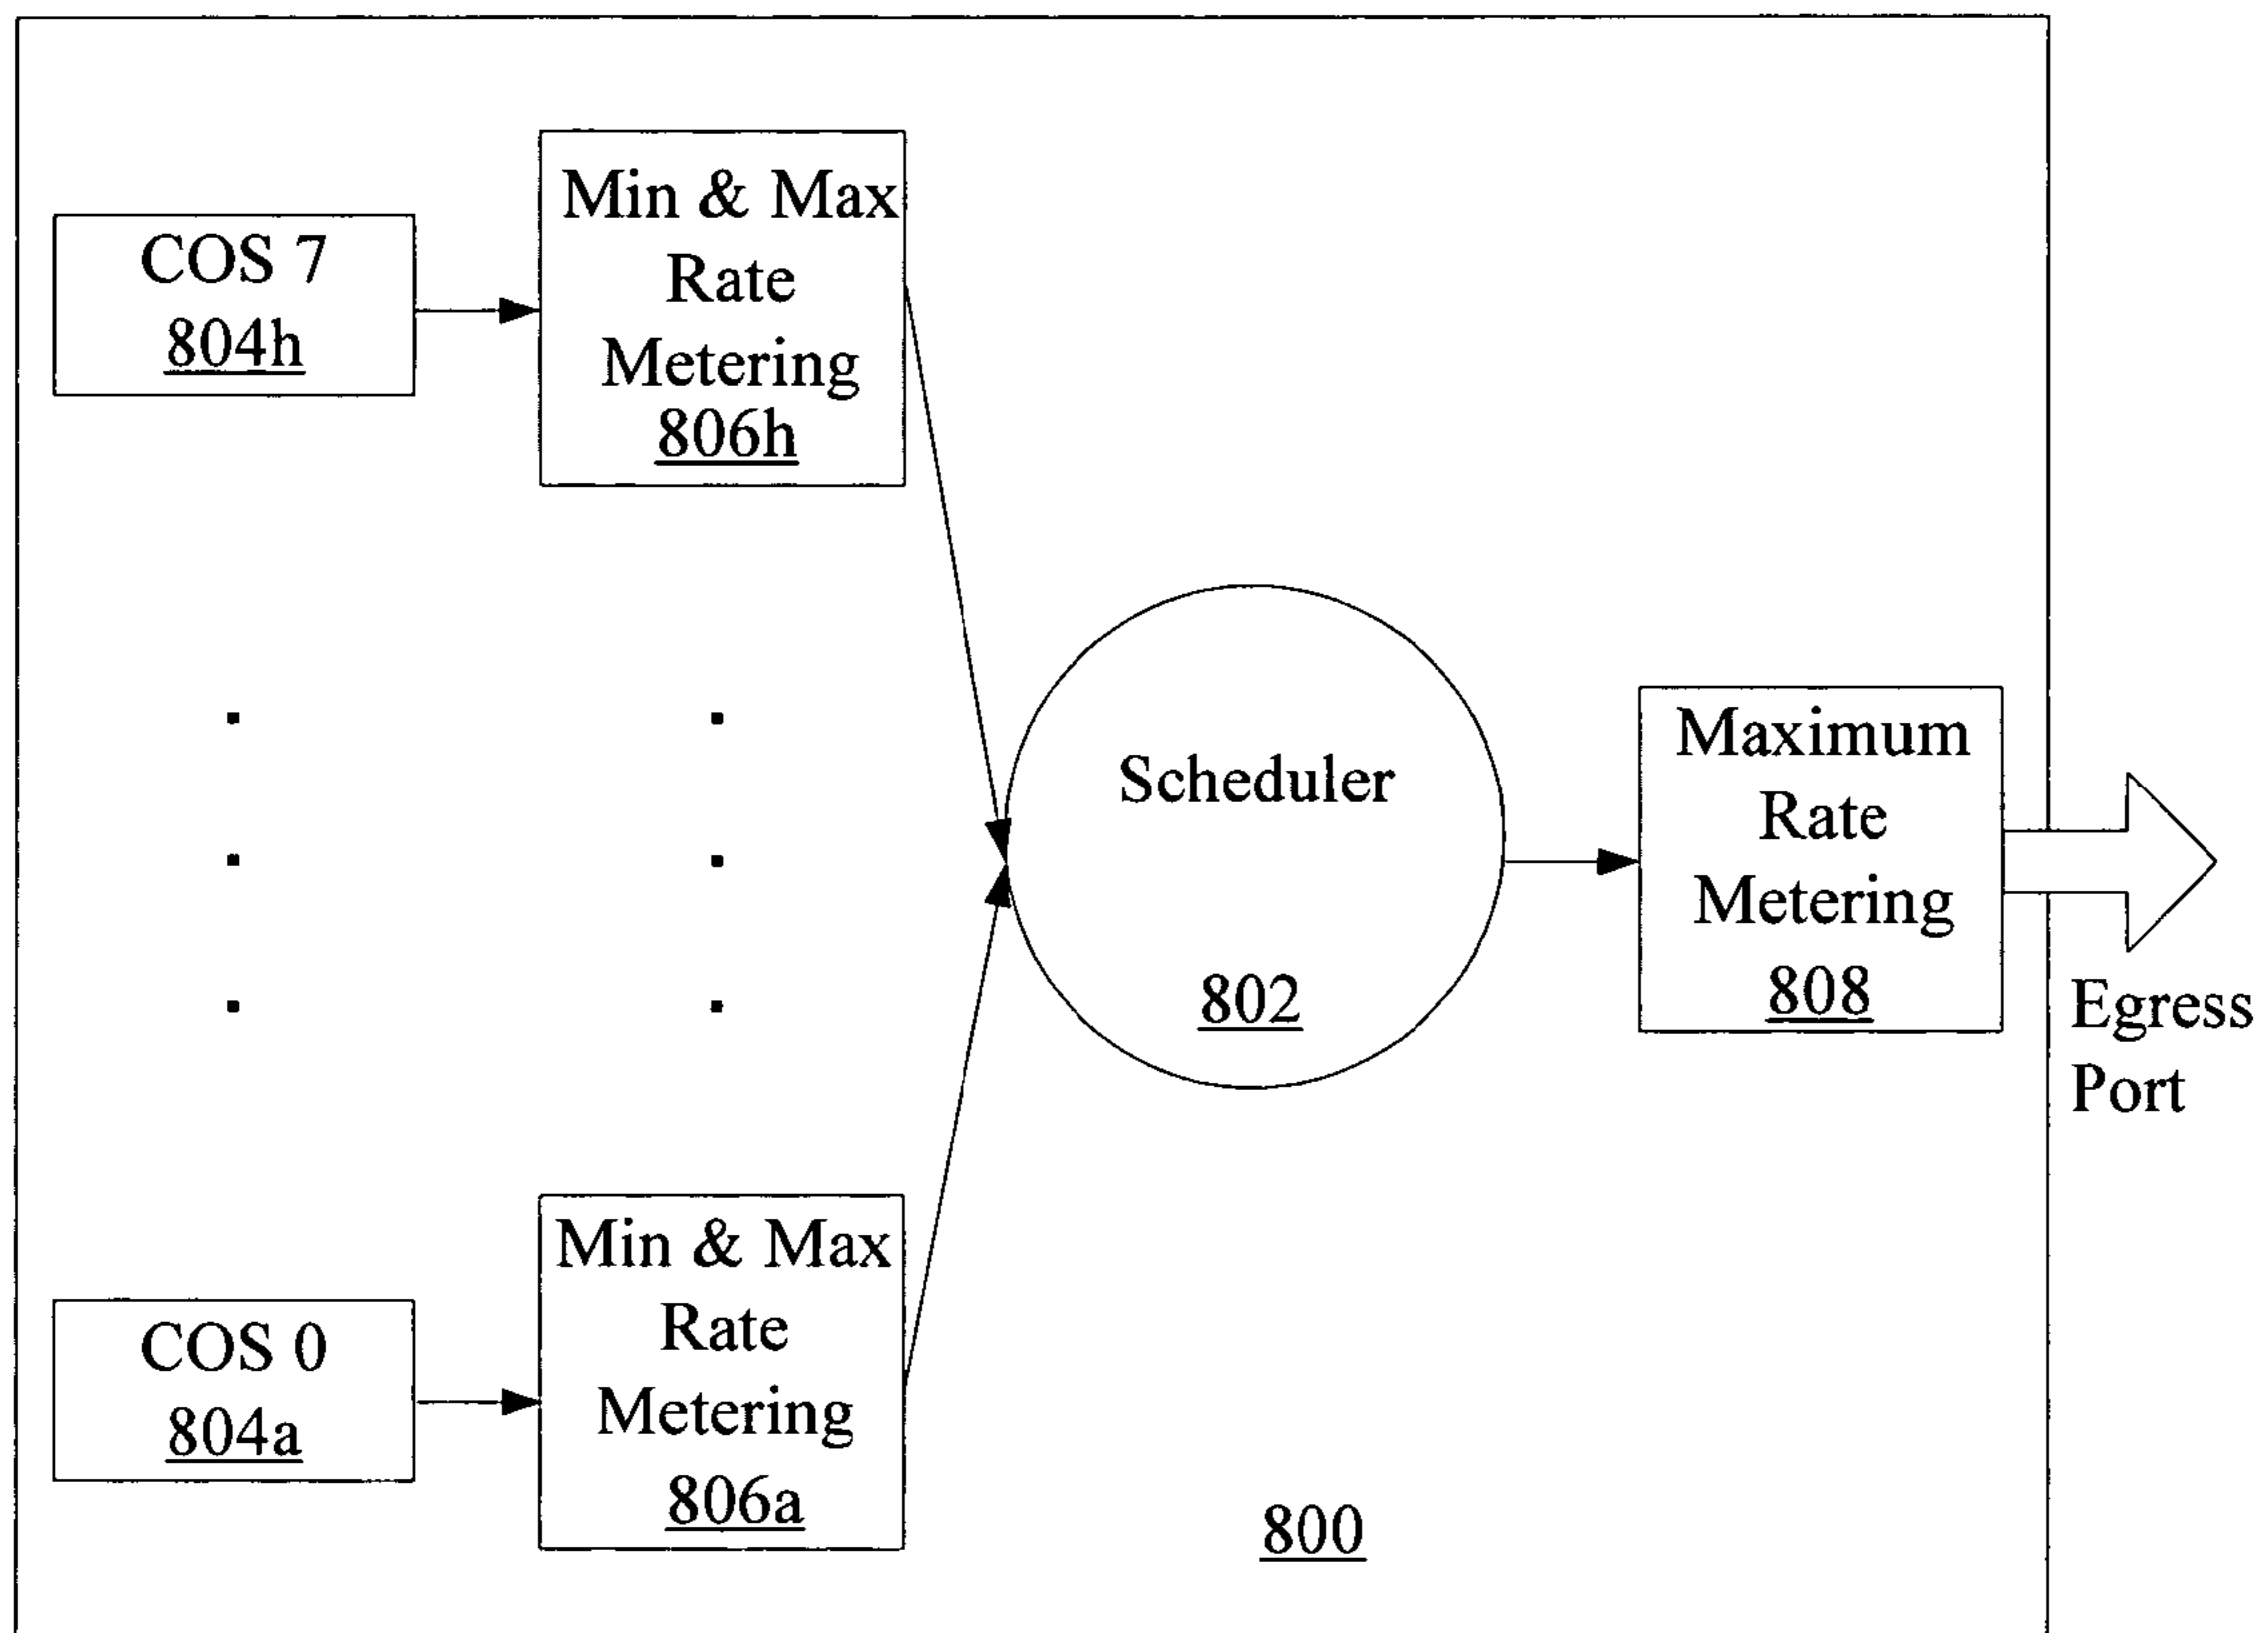 COS 7
804h
Min & Max
Rate
Metering
806h
Scheduler
802
Maximum
Rate
Metering
808
Egress
Port
COS 0
804a
Min & Max
Rate
Metering
806a
800